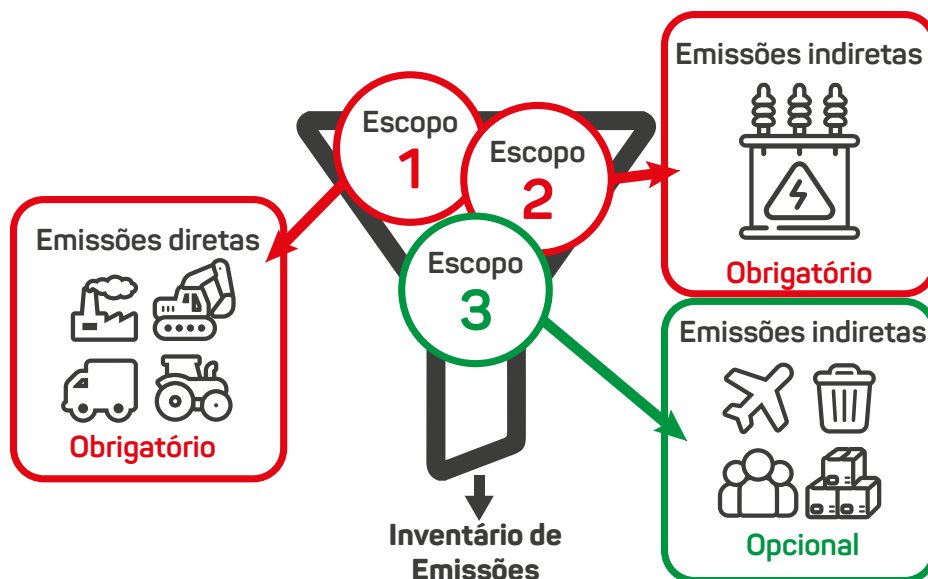 Escopo
1
Escopo
2
Escopo
3
Emissões diretas
Obrigatório
Emissões indiretas
Obrigatório
Emissões indiretas
Opcional
Inventário de
Emissões